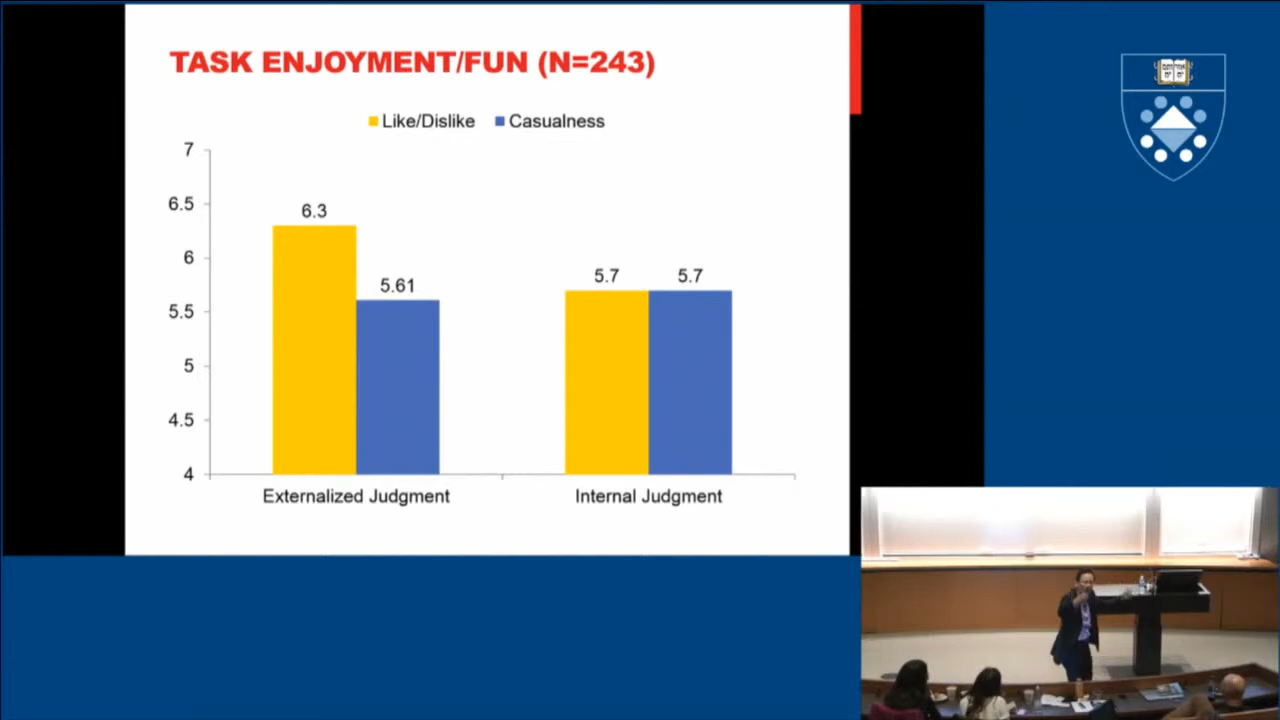 TASK ENJOYMENT/FUN (N=243)
Like/Dislike Casualness
7
6.5
6
5.5
5
4.5
4
6.3
5.61
5.7
5.7
Externalized Judgment
Internal Judgment